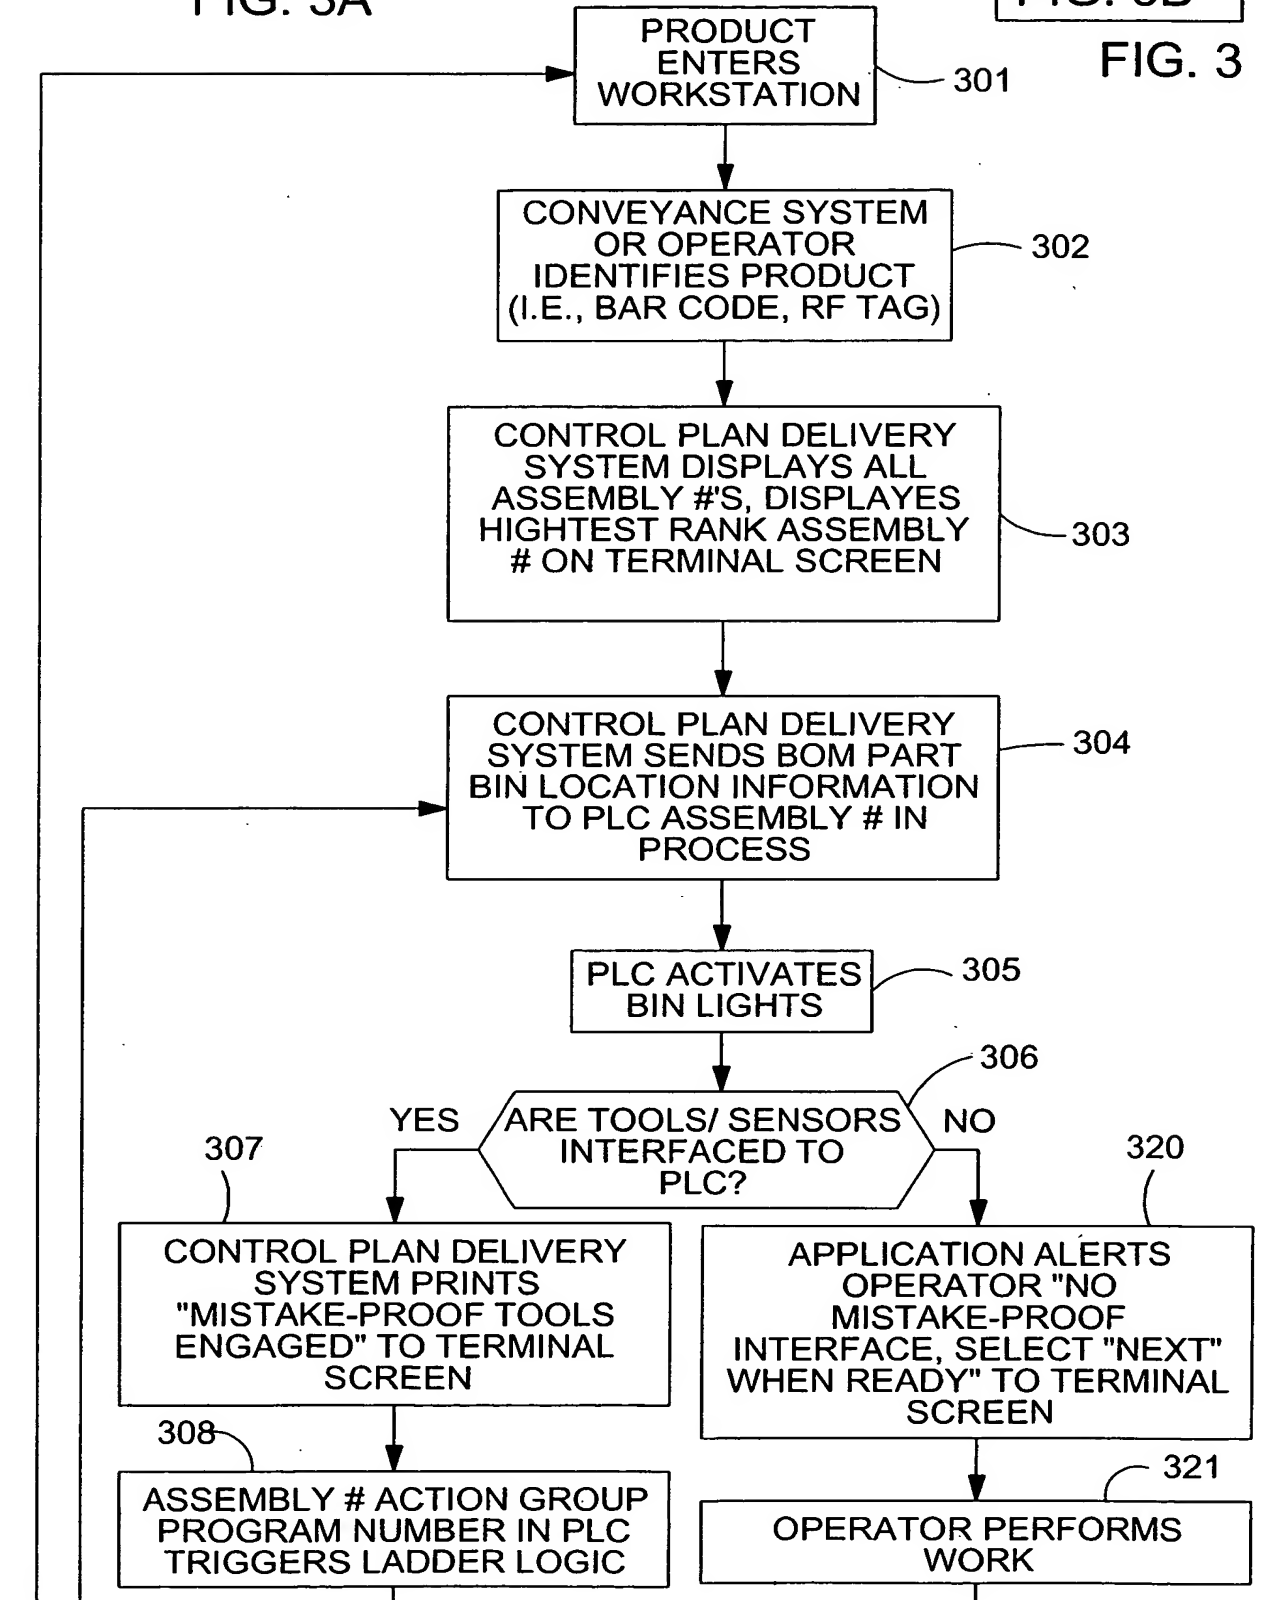 FIG. 3A
FIG. 3B
FIG. 3
PRODUCT
ENTERS
WORKSTATION
301
CONVEYANCE SYSTEM
OR OPERATOR
IDENTIFIES PRODUCT
(I.E., BAR CODE, RF TAG)
302
CONTROL PLAN DELIVERY
SYSTEM DISPLAYS ALL
ASSEMBLY #'S, DISPLAYES
HIGHTEST RANK ASSEMBLY
# ON TERMINAL SCREEN
303
CONTROL PLAN DELIVERY
SYSTEM SENDS BOM PART
BIN LOCATION INFORMATION
TO PLC ASSEMBLY # IN
PROCESS
304
PLC ACTIVATES
BIN LIGHTS
305
306
ARE TOOLS/ SENSORS
INTERFACED TO
PLC?
YES
NO
307
CONTROL PLAN DELIVERY
SYSTEM PRINTS
"MISTAKE-PROOF TOOLS
ENGAGED" TO TERMINAL
SCREEN
320
APPLICATION ALERTS
OPERATOR "NO
MISTAKE-PROOF
INTERFACE, SELECT "NEXT"
WHEN READY" TO TERMINAL
SCREEN
308
ASSEMBLY # ACTION GROUP
PROGRAM NUMBER IN PLC
TRIGGERS LADDER LOGIC
321
OPERATOR PERFORMS
WORK